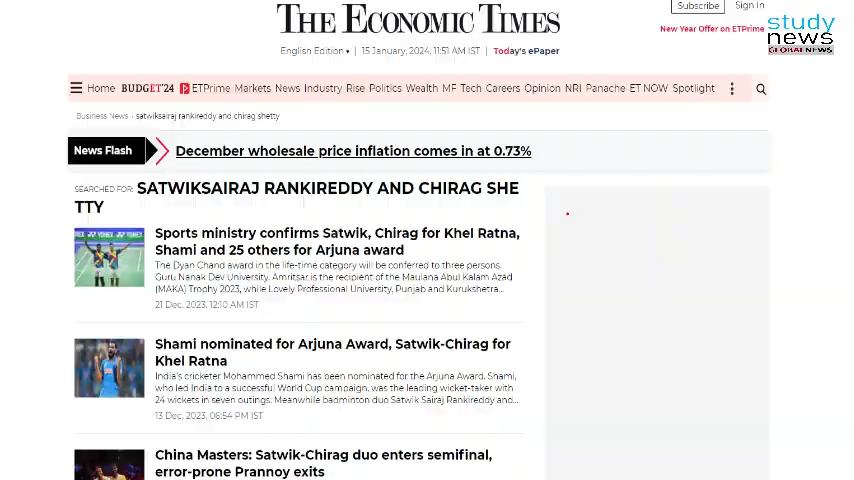 THE ECONOMIC TIMES
Subscribe Sign In
New Year Offer on ETPrime
study
news
GLOBAL NEWS
English Edition ▾ | 15 January, 2024, 11:51 AM IST | Today's ePaper
Home BUDGET'24 ETPrime Markets News Industry Rise Politics Wealth MF Tech Careers Opinion NRI Panache ET NOW Spotlight
Business News › satwiksairaj rankireddy and chirag shetty
News Flash December wholesale price inflation comes in at 0.73%
SEARCHED FOR: SATWIKSAIRAJ RANKIREDDY AND CHIRAG SHE
TTY
Sports ministry confirms Satwik, Chirag for Khel Ratna,
Shami and 25 others for Arjuna award
The Dyan Chand award in the life-time category will be conferred to three persons.
Guru Nanak Dev University, Amritsar is the recipient of the Maulana Abul Kalam Azad
(MAKA) Trophy 2023, while Lovely Professional University, Punjab and Kurukshetra...
21 Dec, 2023, 12:10 AM IST
Shami nominated for Arjuna Award, Satwik-Chirag for
Khel Ratna
India's cricketer Mohammed Shami has been nominated for the Arjuna Award. Shami,
who led India to a successful World Cup campaign, was the leading wicket-taker with
24 wickets in seven outings. Meanwhile badminton duo Satwik Sairaj Rankireddy and...
13 Dec, 2023, 06:54 PM IST
China Masters: Satwik-Chirag duo enters semifinal,
error-prone Prannoy exits